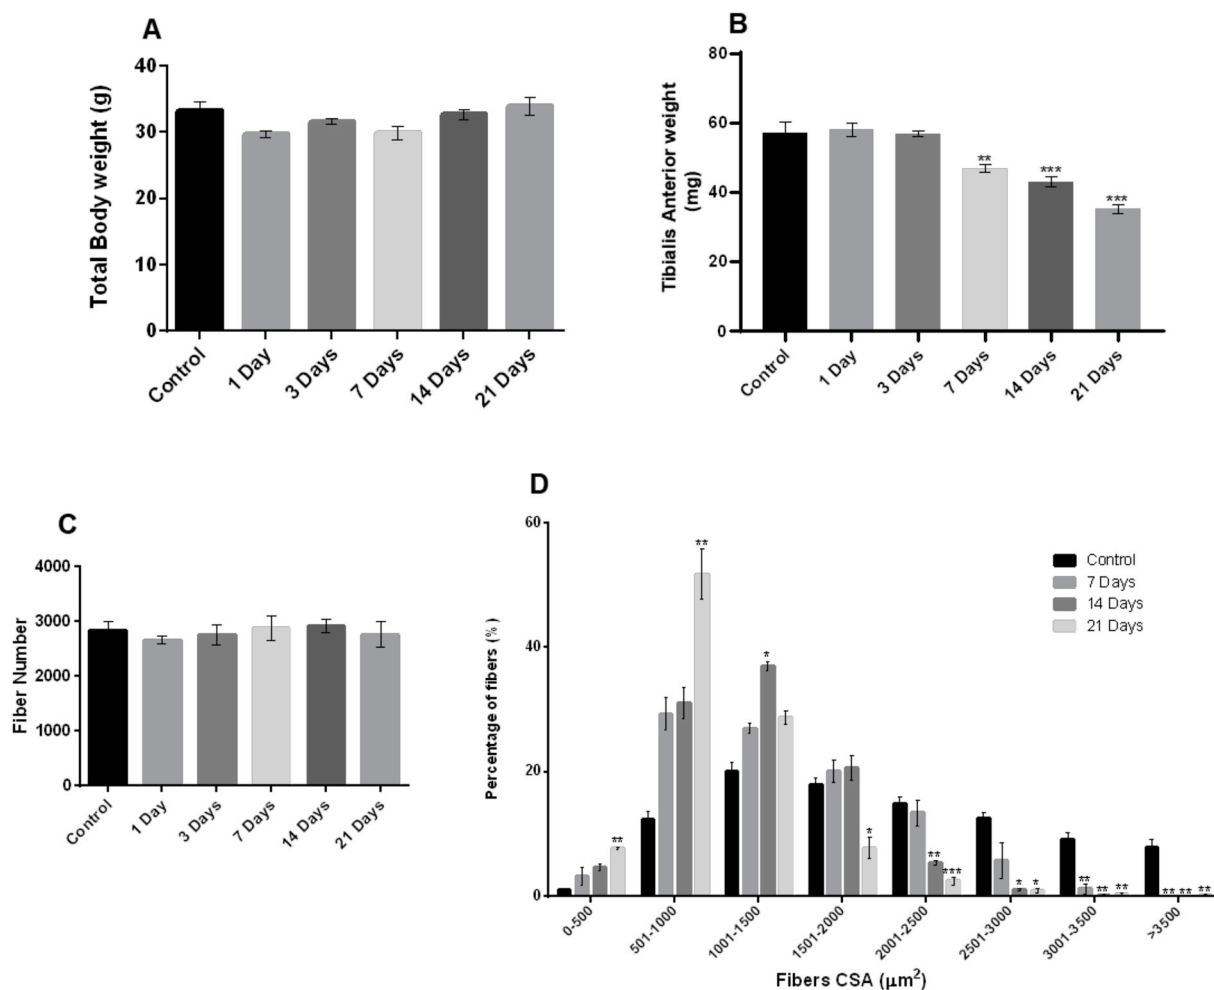 A
Total Body weight (g)
40
30
20
10
0
Control
1 Day
3 Days
7 Days
14 Days
21 Days
B
Tibialis Anterior weight
(mg)
80
60
40
20
0
**
***
***
Control
1 Day
3 Days
7 Days
14 Days
21 Days
C
Fiber Number
4000
3000
2000
1000
0
Control
1 Day
3 Days
7 Days
14 Days
21 Days
D
Percentage of fibers (%)
60
40
20
0
Control
7 Days
14 Days
21 Days
**
**
*
*
**
***
*
*
**
**
**
**
**
**
0-500
501-1000
1001-1500
1501-2000
2001-2500
2501-3000
3001-3500
>3500
Fibers CSA (μm²)